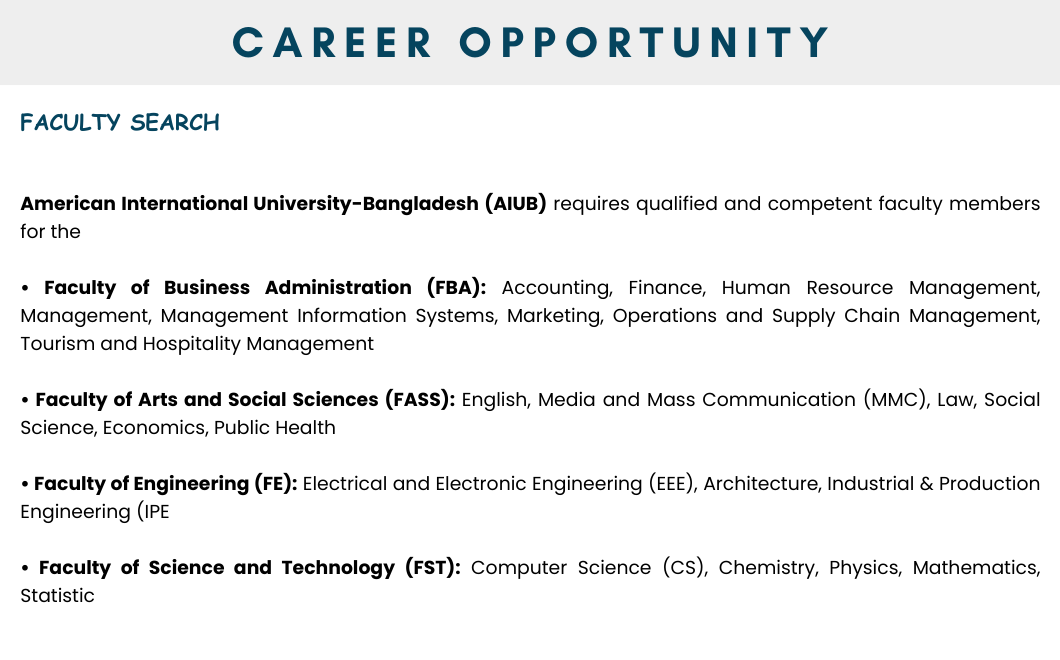 CAREER OPPORTUNITY
FACULTY SEARCH
American International University-Bangladesh (AIUB) requires qualified and competent faculty members
for the
• Faculty of Business Administration (FBA): Accounting, Finance, Human Resource Management,
Management, Management Information Systems, Marketing, Operations and Supply Chain Management,
Tourism and Hospitality Management
• Faculty of Arts and Social Sciences (FASS): English, Media and Mass Communication (MMC), Law, Social
Science, Economics, Public Health
• Faculty of Engineering (FE): Electrical and Electronic Engineering (EEE), Architecture, Industrial & Production
Engineering (IPE
• Faculty of Science and Technology (FST): Computer Science (CS), Chemistry, Physics, Mathematics,
Statistic